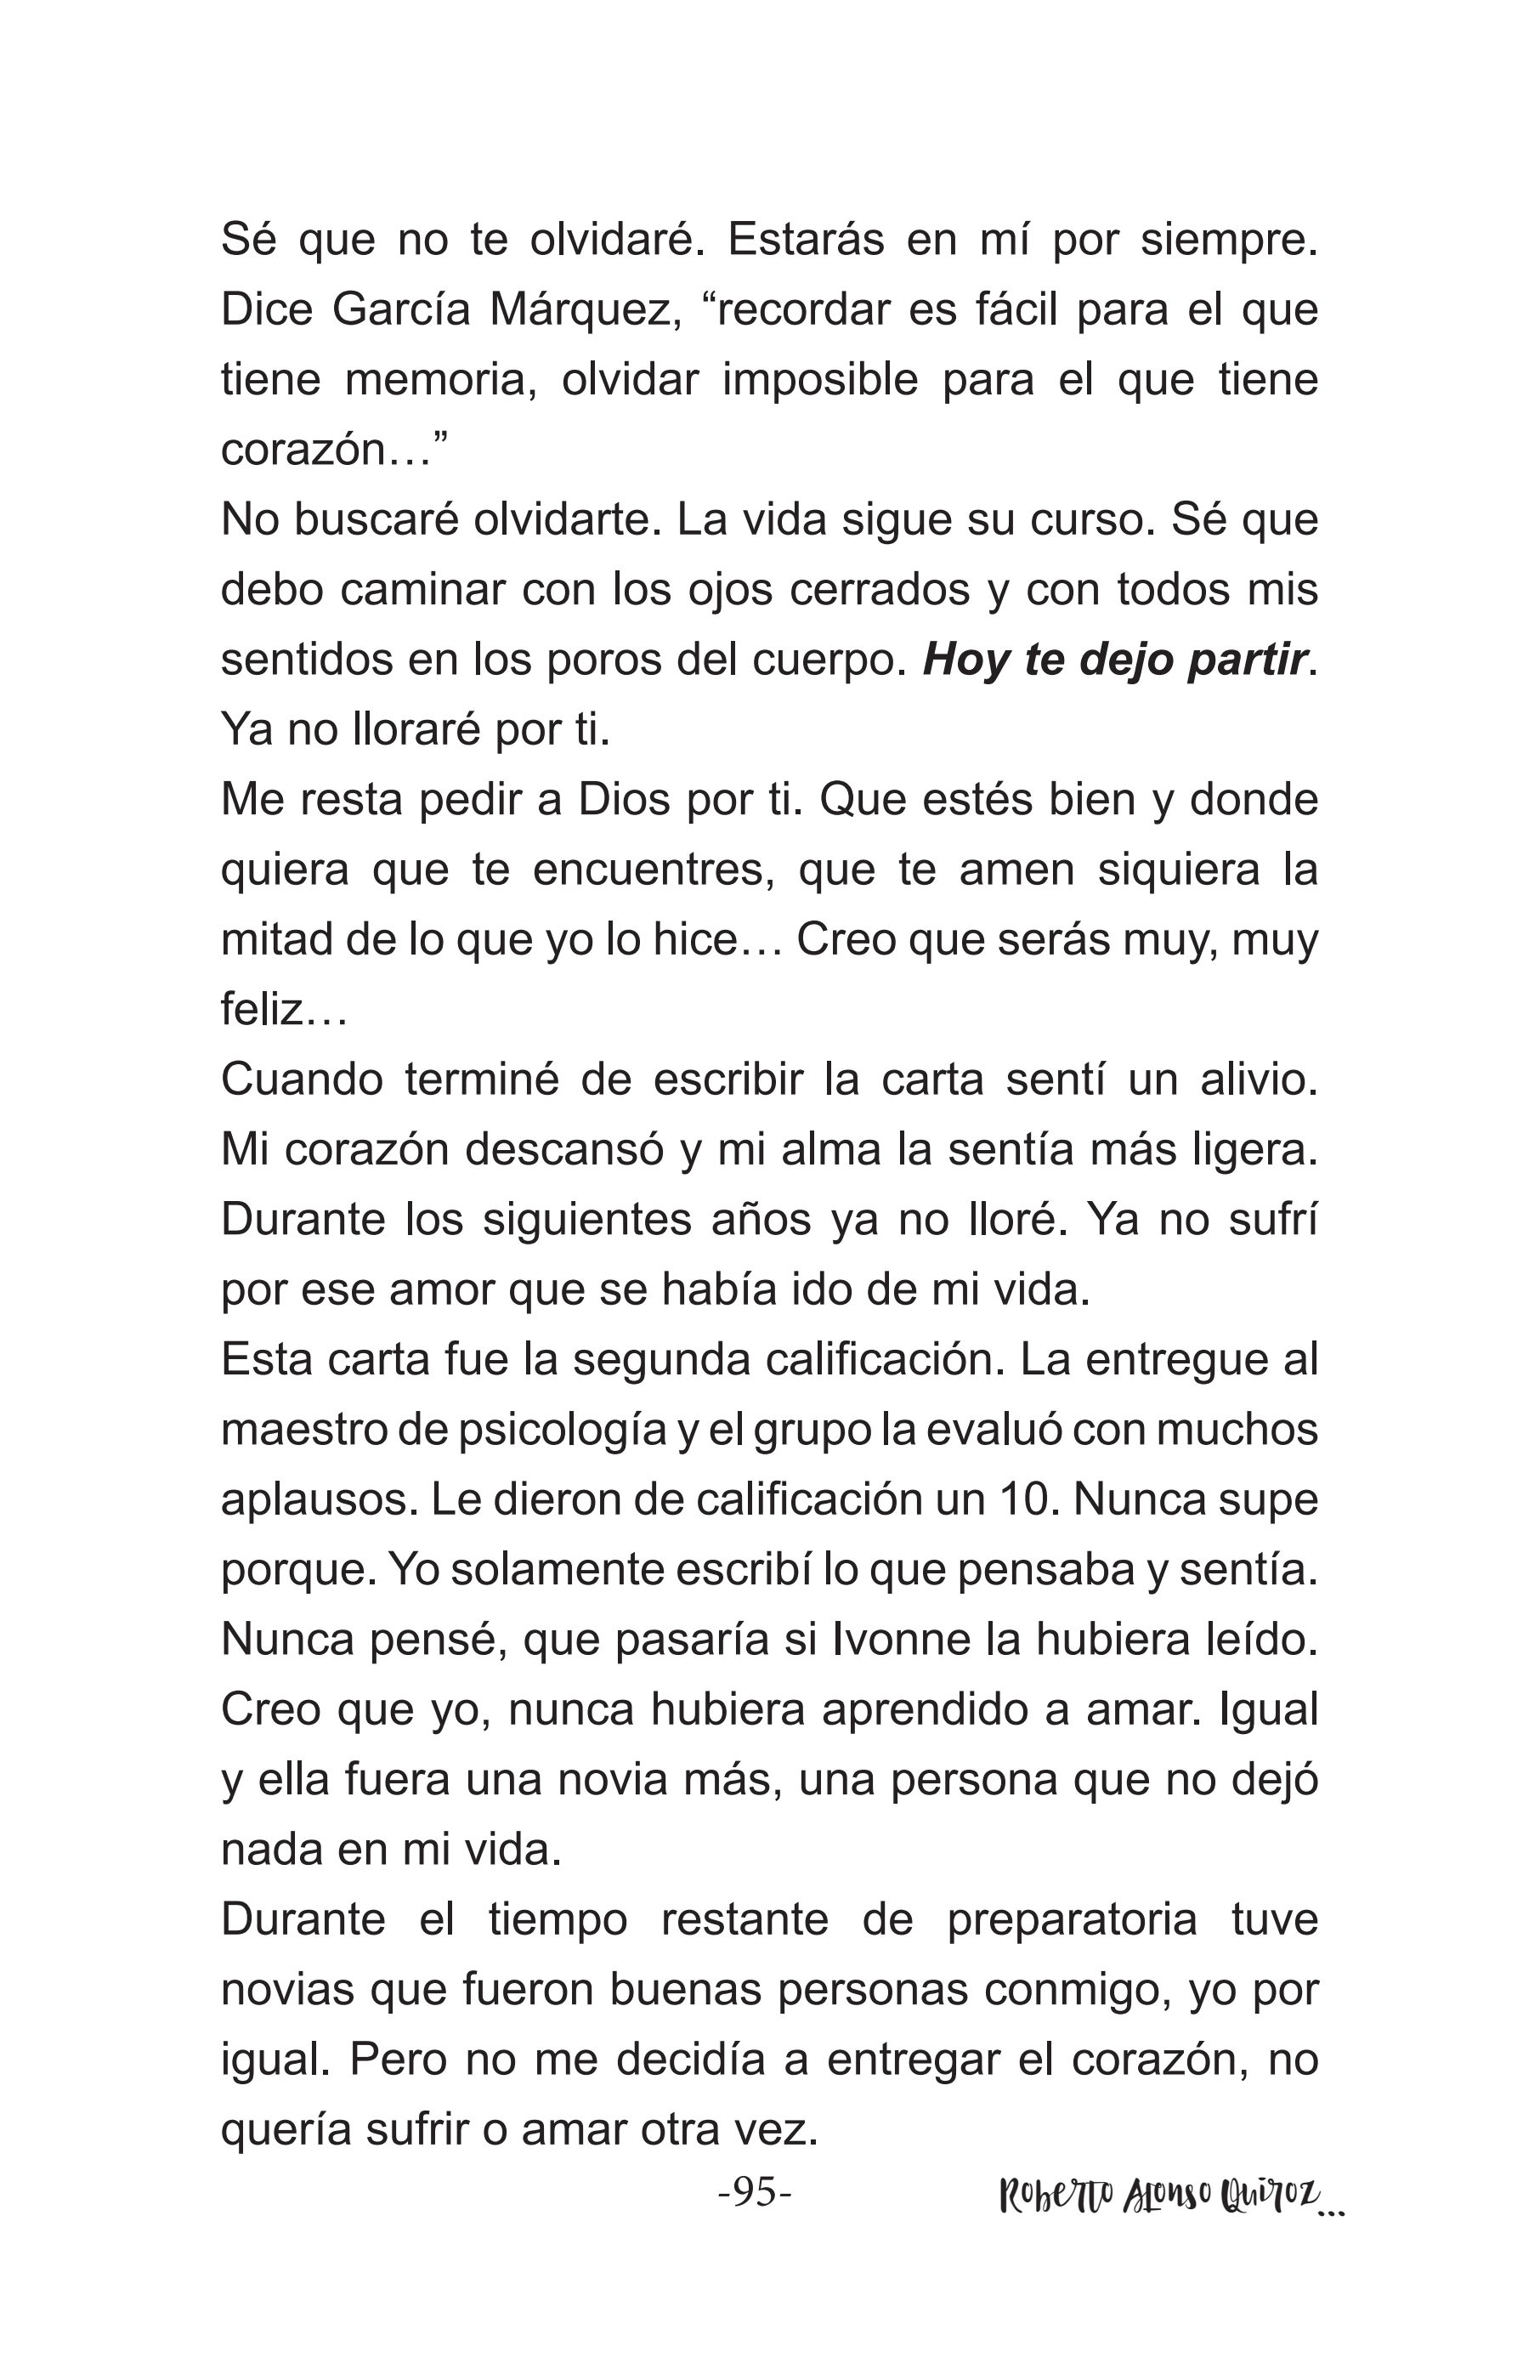 Sé que no te olvidaré. Estarás en mí por siempre.
Dice García Márquez, “recordar es fácil para el que
tiene memoria, olvidar imposible para el que tiene
corazón…”
No buscaré olvidarte. La vida sigue su curso. Sé que
debo caminar con los ojos cerrados y con todos mis
sentidos en los poros del cuerpo. Hoy te dejo partir.
Ya no lloraré por ti.
Me resta pedir a Dios por ti. Que estés bien y donde
quiera que te encuentres, que te amen siquiera la
mitad de lo que yo lo hice… Creo que serás muy, muy
feliz…
Cuando terminé de escribir la carta sentí un alivio.
Mi corazón descansó y mi alma la sentía más ligera.
Durante los siguientes años ya no lloré. Ya no sufrí
por ese amor que se había ido de mi vida.
Esta carta fue la segunda calificación. La entregue al
maestro de psicología y el grupo la evaluó con muchos
aplausos. Le dieron de calificación un 10. Nunca supe
porque. Yo solamente escribí lo que pensaba y sentía.
Nunca pensé, que pasaría si Ivonne la hubiera leído.
Creo que yo, nunca hubiera aprendido a amar. Igual
y ella fuera una novia más, una persona que no dejó
nada en mi vida.
Durante el tiempo restante de preparatoria tuve
novias que fueron buenas personas conmigo, yo por
igual. Pero no me decidía a entregar el corazón, no
quería sufrir o amar otra vez.
-95- Roberto Alonso Quiroz...